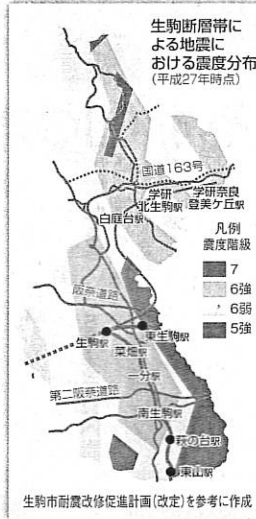 生駒断層帯に
よる地震に
おける震度分布
(平成27年時点)
国道163号
学研
北生駒駅
学研奈良
登美ケ丘駅
白庭台駅
凡例
震度階級
7
6強
6弱
5強
阪奈道路
生駒駅
東生駒駅
菜畑駅
一分駅
第二阪奈道路
南生駒駅
萩の台駅
東山駅
生駒市耐震改修促進計画(改定)を参考に作成